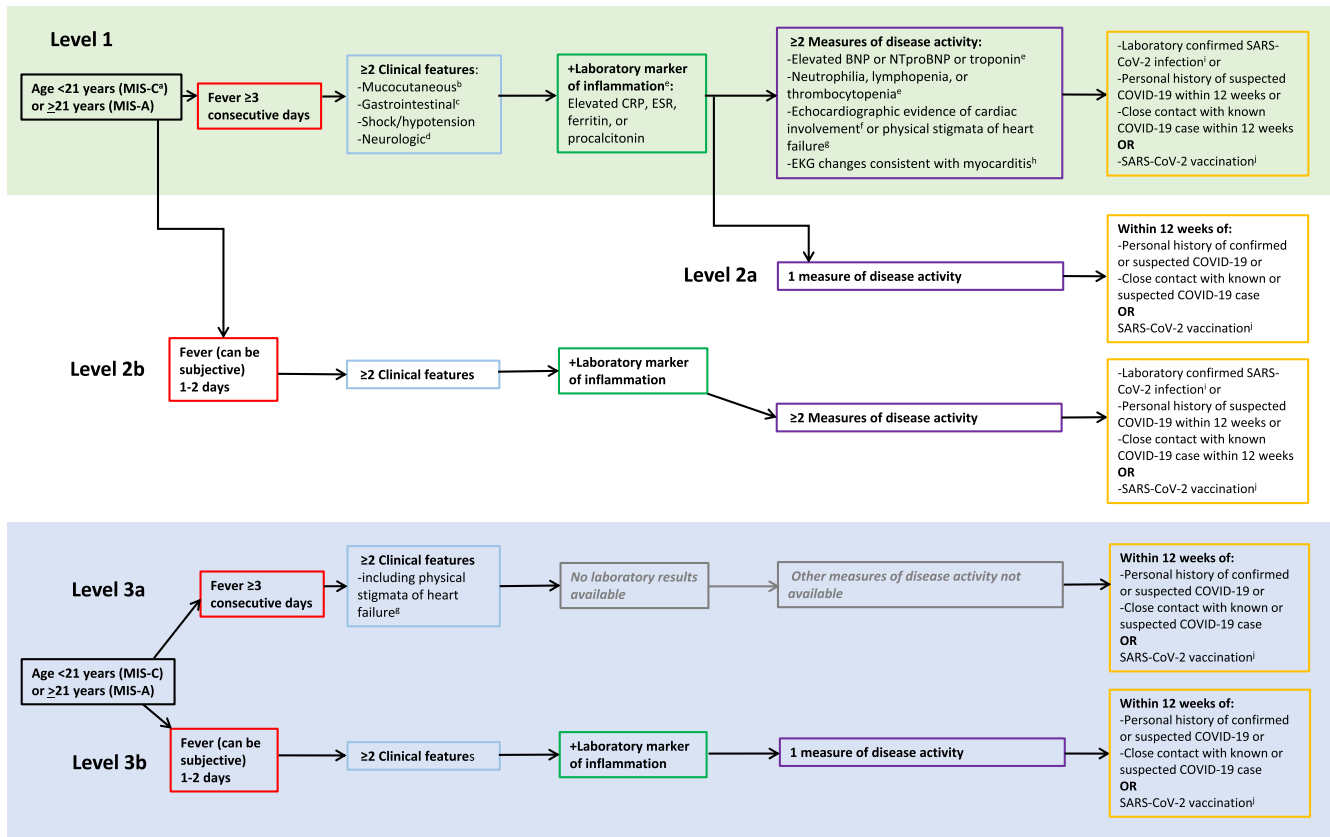 Level 1
Age <21 years (MIS-Cᵃ)
or ≥21 years (MIS-A)
Fever ≥3
consecutive days
≥2 Clinical features:
-Mucocutaneousᵇ
-Gastrointestinalᶜ
-Shock/hypotension
-Neurologicᵈ
+Laboratory marker
of inflammationᵉ:
Elevated CRP, ESR,
ferritin, or
procalcitonin
≥2 Measures of disease activity:
-Elevated BNP or NTproBNP or troponinᵉ
-Neutrophilia, lymphopenia, or
thrombocytopeniaᵉ
-Echocardiographic evidence of cardiac
involvementᶠ or physical stigmata of heart
failureᵍ
-EKG changes consistent with myocarditisʰ
-Laboratory confirmed SARS-
CoV-2 infectionⁱ or
-Personal history of suspected
COVID-19 within 12 weeks or
-Close contact with known
COVID-19 case within 12 weeks
OR
-SARS-CoV-2 vaccinationʲ
Level 2a
1 measure of disease activity
Within 12 weeks of:
-Personal history of confirmed
or suspected COVID-19 or
-Close contact with known or
suspected COVID-19 case
OR
SARS-CoV-2 vaccinationʲ
Level 2b
Fever (can be
subjective)
1-2 days
≥2 Clinical features
+Laboratory marker
of inflammation
≥2 Measures of disease activity
-Laboratory confirmed SARS-
CoV-2 infectionⁱ or
-Personal history of suspected
COVID-19 within 12 weeks or
-Close contact with known
COVID-19 case within 12 weeks
OR
-SARS-CoV-2 vaccinationʲ
Level 3a
Fever ≥3
consecutive days
≥2 Clinical features
-including physical
stigmata of heart
failureᵍ
No laboratory results
available
Other measures of disease activity not
available
Within 12 weeks of:
-Personal history of confirmed
or suspected COVID-19 or
-Close contact with known or
suspected COVID-19 case
OR
SARS-CoV-2 vaccinationʲ
Age <21 years (MIS-C)
or ≥21 years (MIS-A)
Level 3b
Fever (can be
subjective)
1-2 days
≥2 Clinical features
+Laboratory marker
of inflammation
1 measure of disease activity
Within 12 weeks of:
-Personal history of confirmed
or suspected COVID-19 or
-Close contact with known or
suspected COVID-19 case
OR
SARS-CoV-2 vaccinationʲ